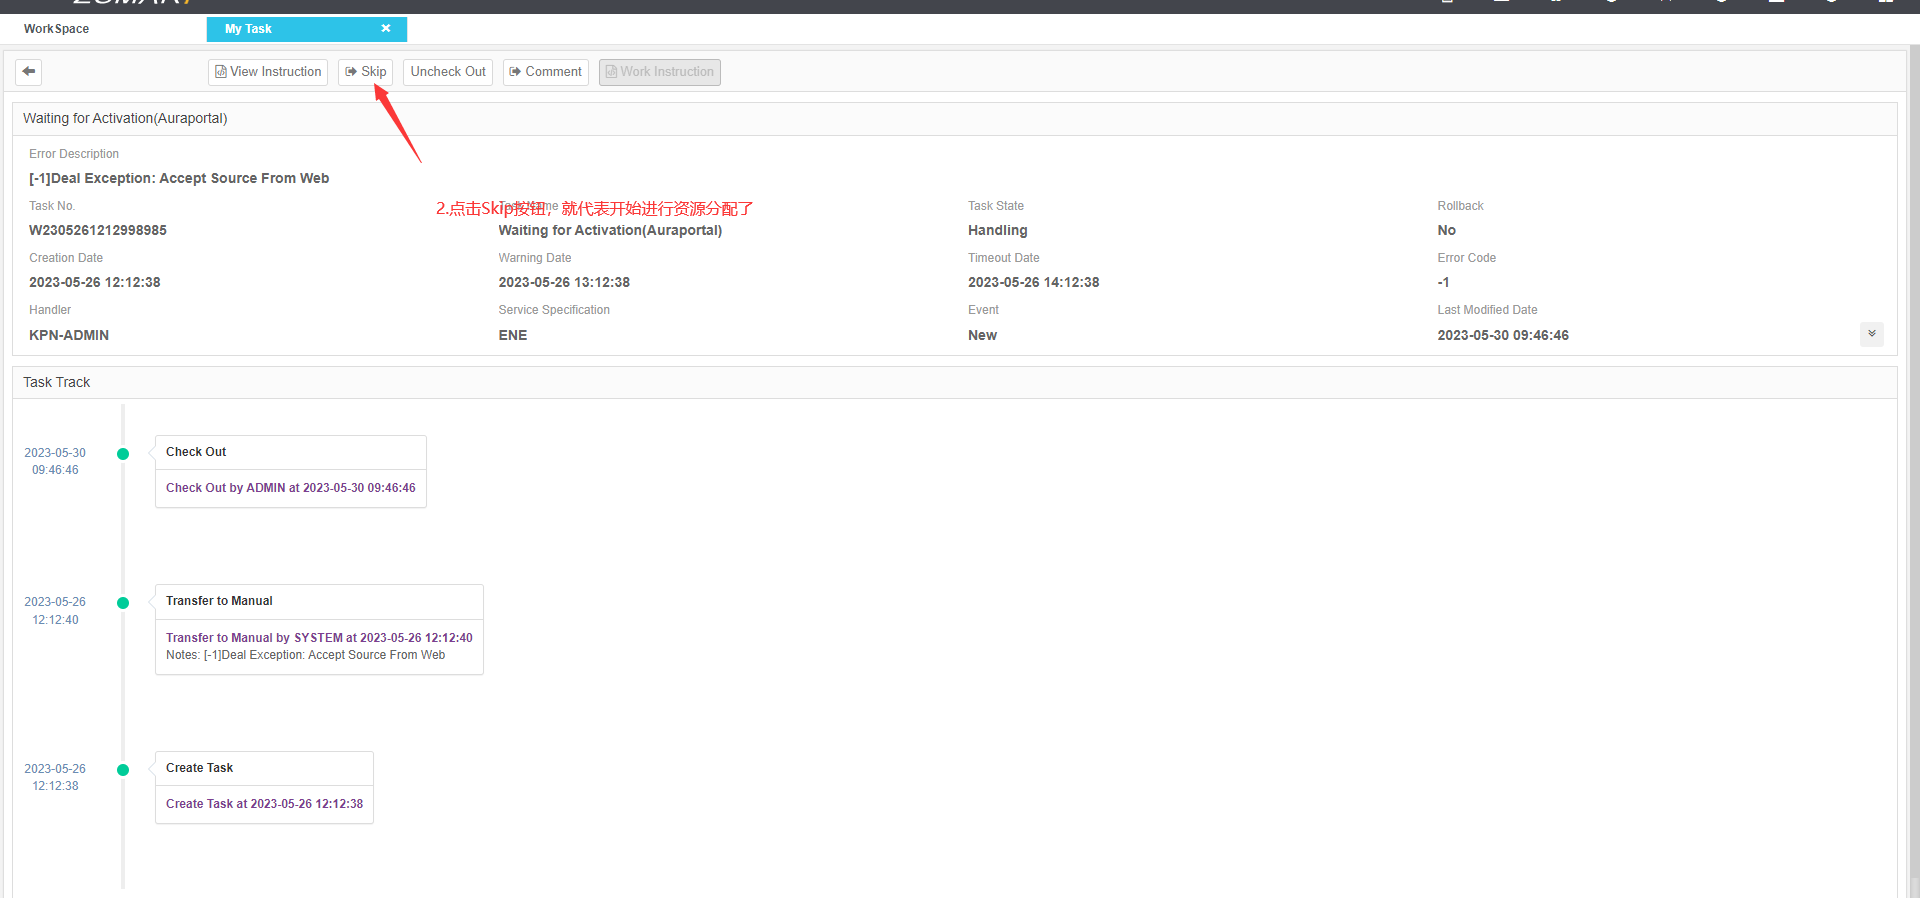 WorkSpace
My Task
View Instruction
Skip
Uncheck Out
Comment
Work Instruction
Waiting for Activation(Auraportal)
Error Description
[-1]Deal Exception: Accept Source From Web
Task No.
Task Name
Task State
Rollback
2.点击Skip按钮，就代表开始进行资源分配了
W2305261212998985
Waiting for Activation(Auraportal)
Handling
No
Creation Date
Warning Date
Timeout Date
Error Code
2023-05-26 12:12:38
2023-05-26 13:12:38
2023-05-26 14:12:38
-1
Handler
Service Specification
Event
Last Modified Date
KPN-ADMIN
ENE
New
2023-05-30 09:46:46
Task Track
2023-05-30
09:46:46
Check Out
Check Out by ADMIN at 2023-05-30 09:46:46
2023-05-26
12:12:40
Transfer to Manual
Transfer to Manual by SYSTEM at 2023-05-26 12:12:40
Notes: [-1]Deal Exception: Accept Source From Web
2023-05-26
12:12:38
Create Task
Create Task at 2023-05-26 12:12:38